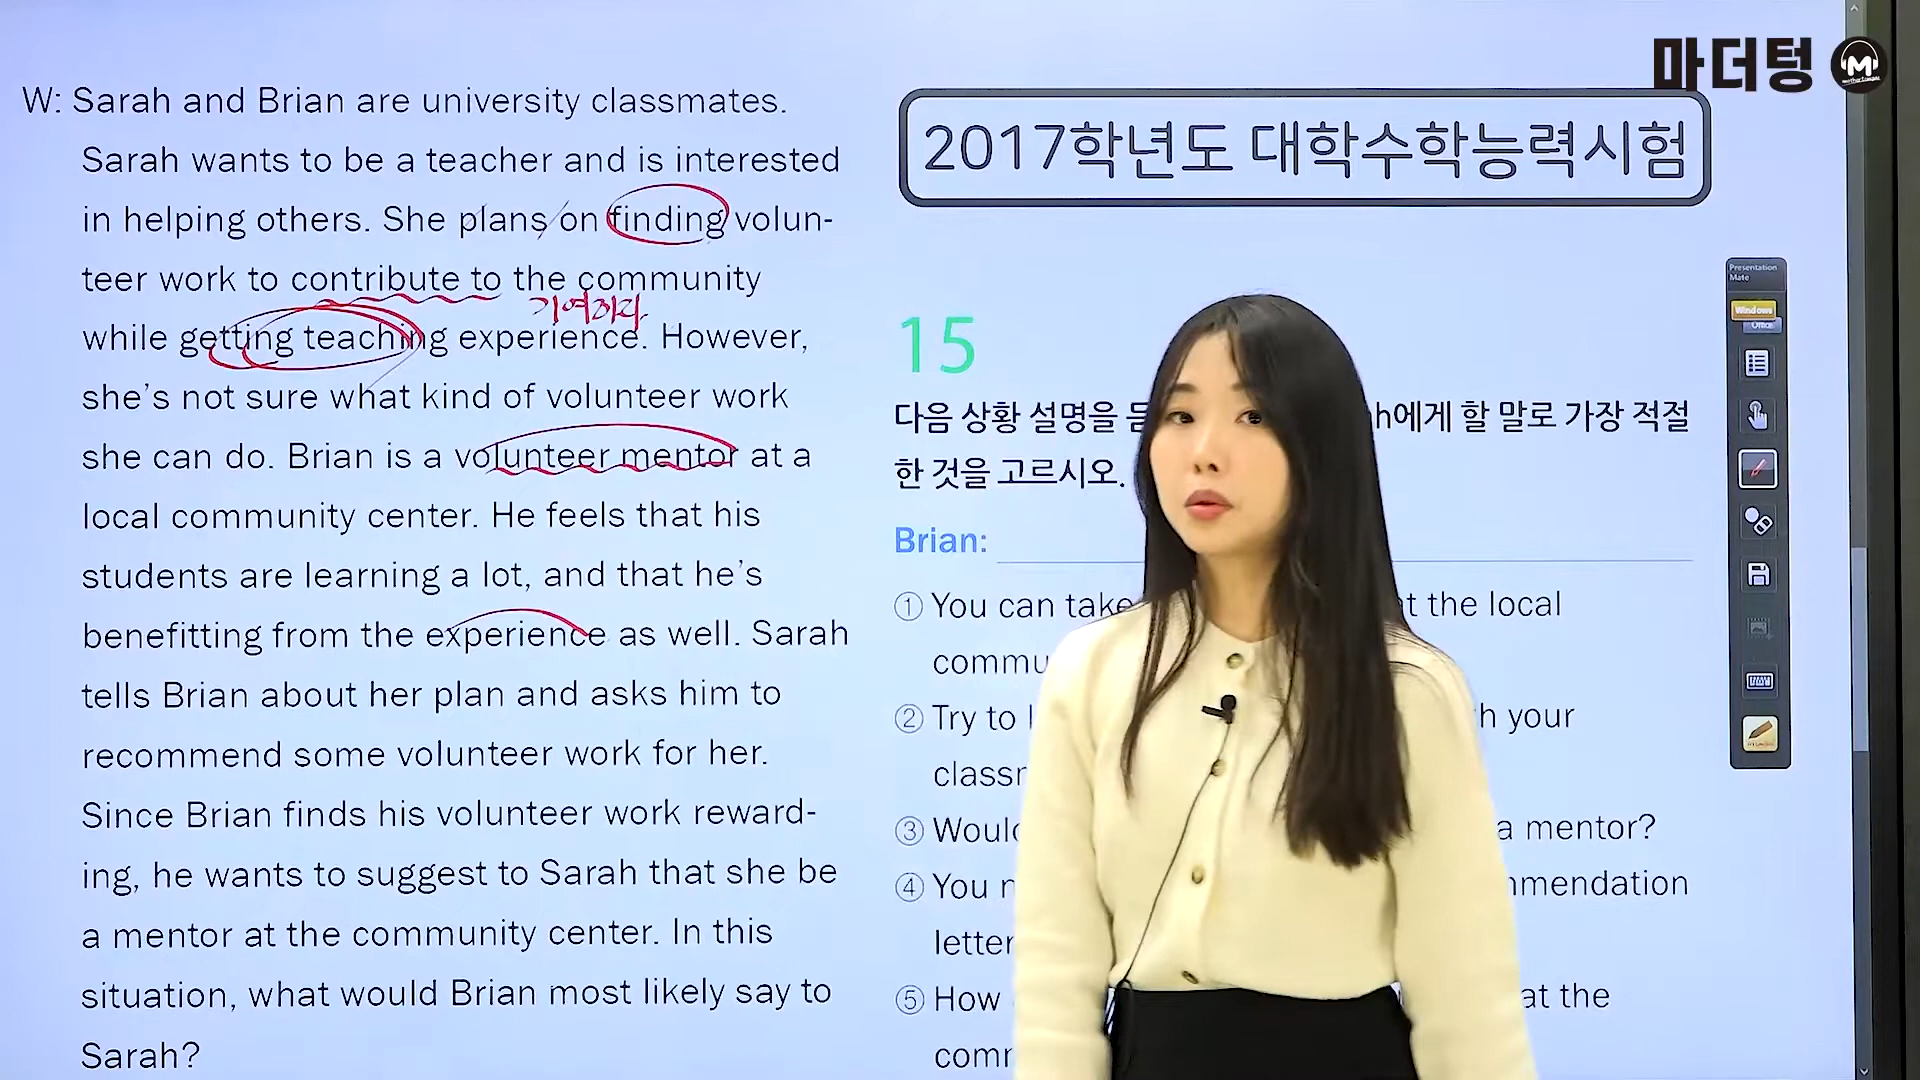 마더텅
M
W: Sarah and Brian are university classmates.
Sarah wants to be a teacher and is interested
in helping others. She plans on finding volun-
teer work to contribute to the community
기여하다.
while getting teaching experience. However,
she's not sure what kind of volunteer work
she can do. Brian is a volunteer mentor at a
local community center. He feels that his
students are learning a lot, and that he's
benefitting from the experience as well. Sarah
tells Brian about her plan and asks him to
recommend some volunteer work for her.
Since Brian finds his volunteer work reward-
ing, he wants to suggest to Sarah that she be
a mentor at the community center. In this
situation, what would Brian most likely say to
Sarah?
2017학년도 대학수학능력시험
15
다음 상황 설명을 에게 할 말로 가장 적절
한 것을 고르시오.
Brian:
① You can take at the local
② Try to your
③ a mentor?
④ You
⑤ How at the
Presentation
Mate
Windows
Office